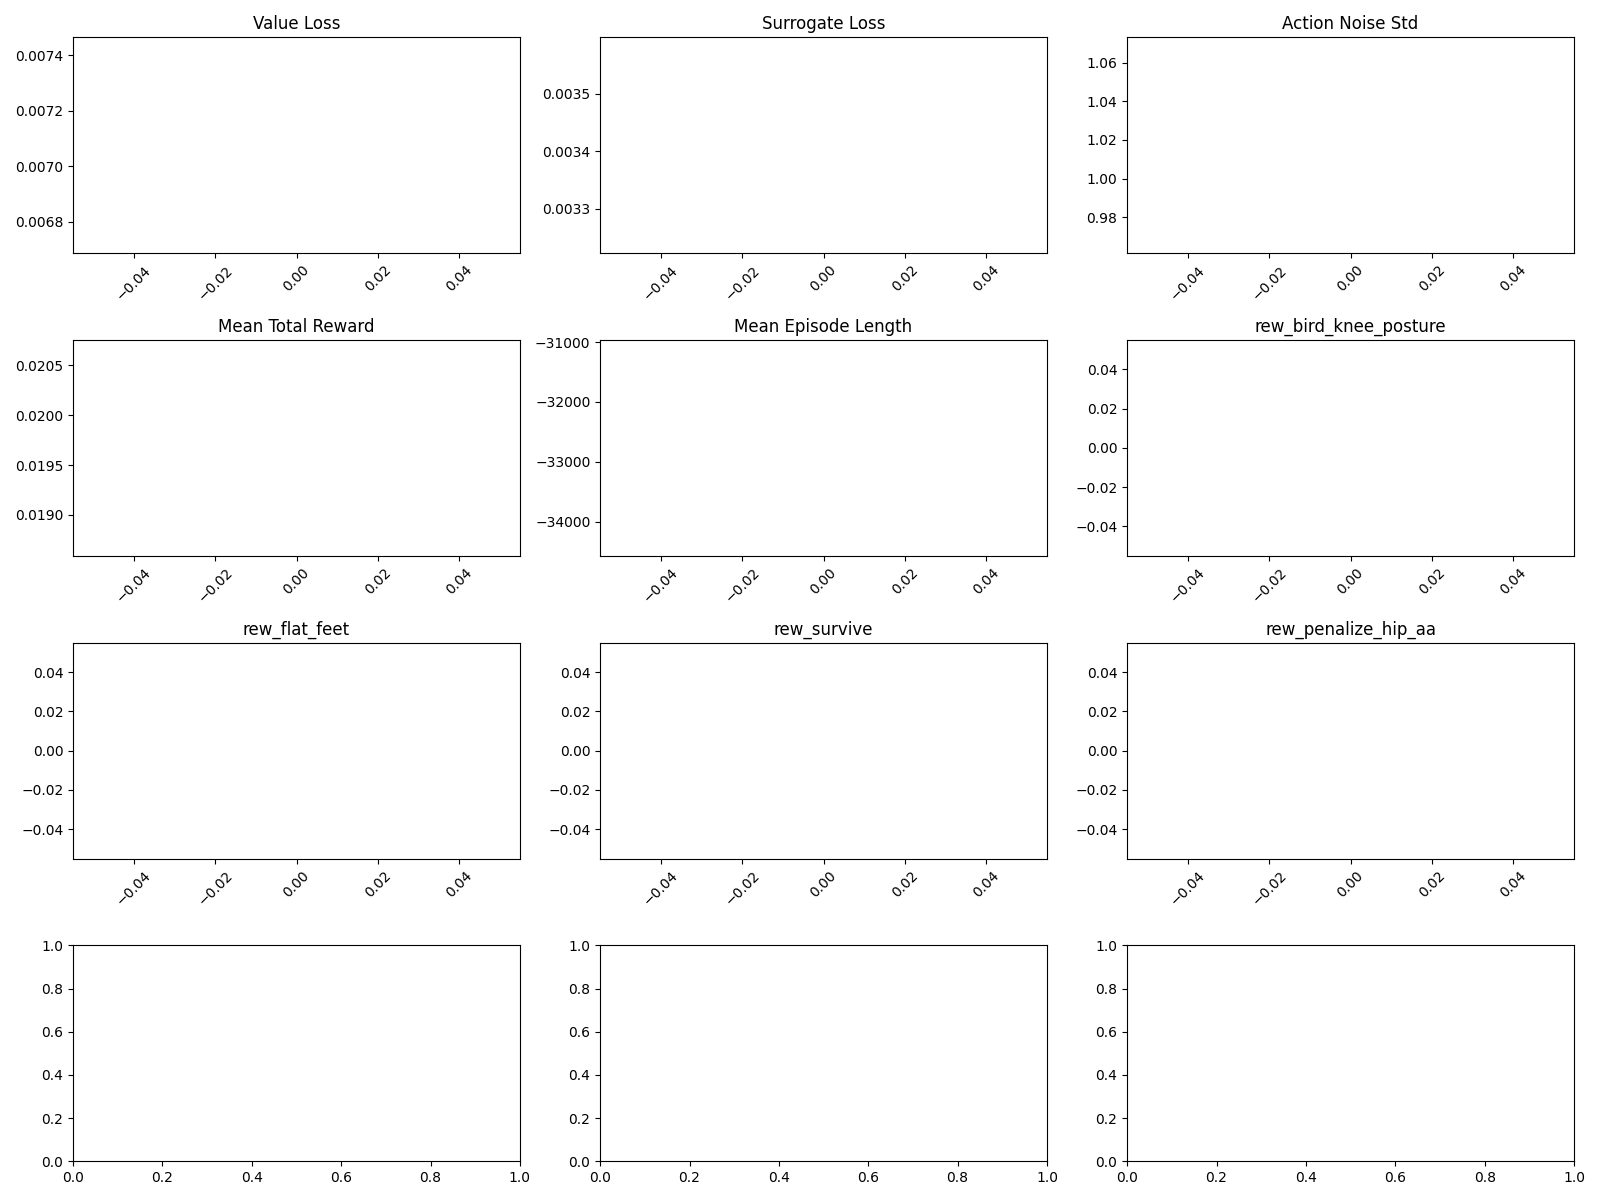 Value Loss Surrogate Loss Action Noise Std
0.0074 1.06
0.0035 1.04
0.0072 1.02
0.0034
0.0070 1.00
0.0033 0.98
0.0068
−0.04 −0.02 0.00 0.02 0.04 −0.04 −0.02 0.00 0.02 0.04 −0.04 −0.02 0.00 0.02 0.04
Mean Total Reward Mean Episode Length rew_bird_knee_posture
−31000
0.0205 0.04
0.0200 −32000 0.02
0.00
0.0195 −33000 −0.02
0.0190 −34000 −0.04
−0.04 −0.02 0.00 0.02 0.04 −0.04 −0.02 0.00 0.02 0.04 −0.04 −0.02 0.00 0.02 0.04
rew_flat_feet rew_survive rew_penalize_hip_aa
0.04 0.04 0.04
0.02 0.02 0.02
0.00 0.00 0.00
−0.02 −0.02 −0.02
−0.04 −0.04 −0.04
−0.04 −0.02 0.00 0.02 0.04 −0.04 −0.02 0.00 0.02 0.04 −0.04 −0.02 0.00 0.02 0.04
1.0 1.0 1.0
0.8 0.8 0.8
0.6 0.6 0.6
0.4 0.4 0.4
0.2 0.2 0.2
0.0 0.0 0.0
0.0 0.2 0.4 0.6 0.8 1.0 0.0 0.2 0.4 0.6 0.8 1.0 0.0 0.2 0.4 0.6 0.8 1.0